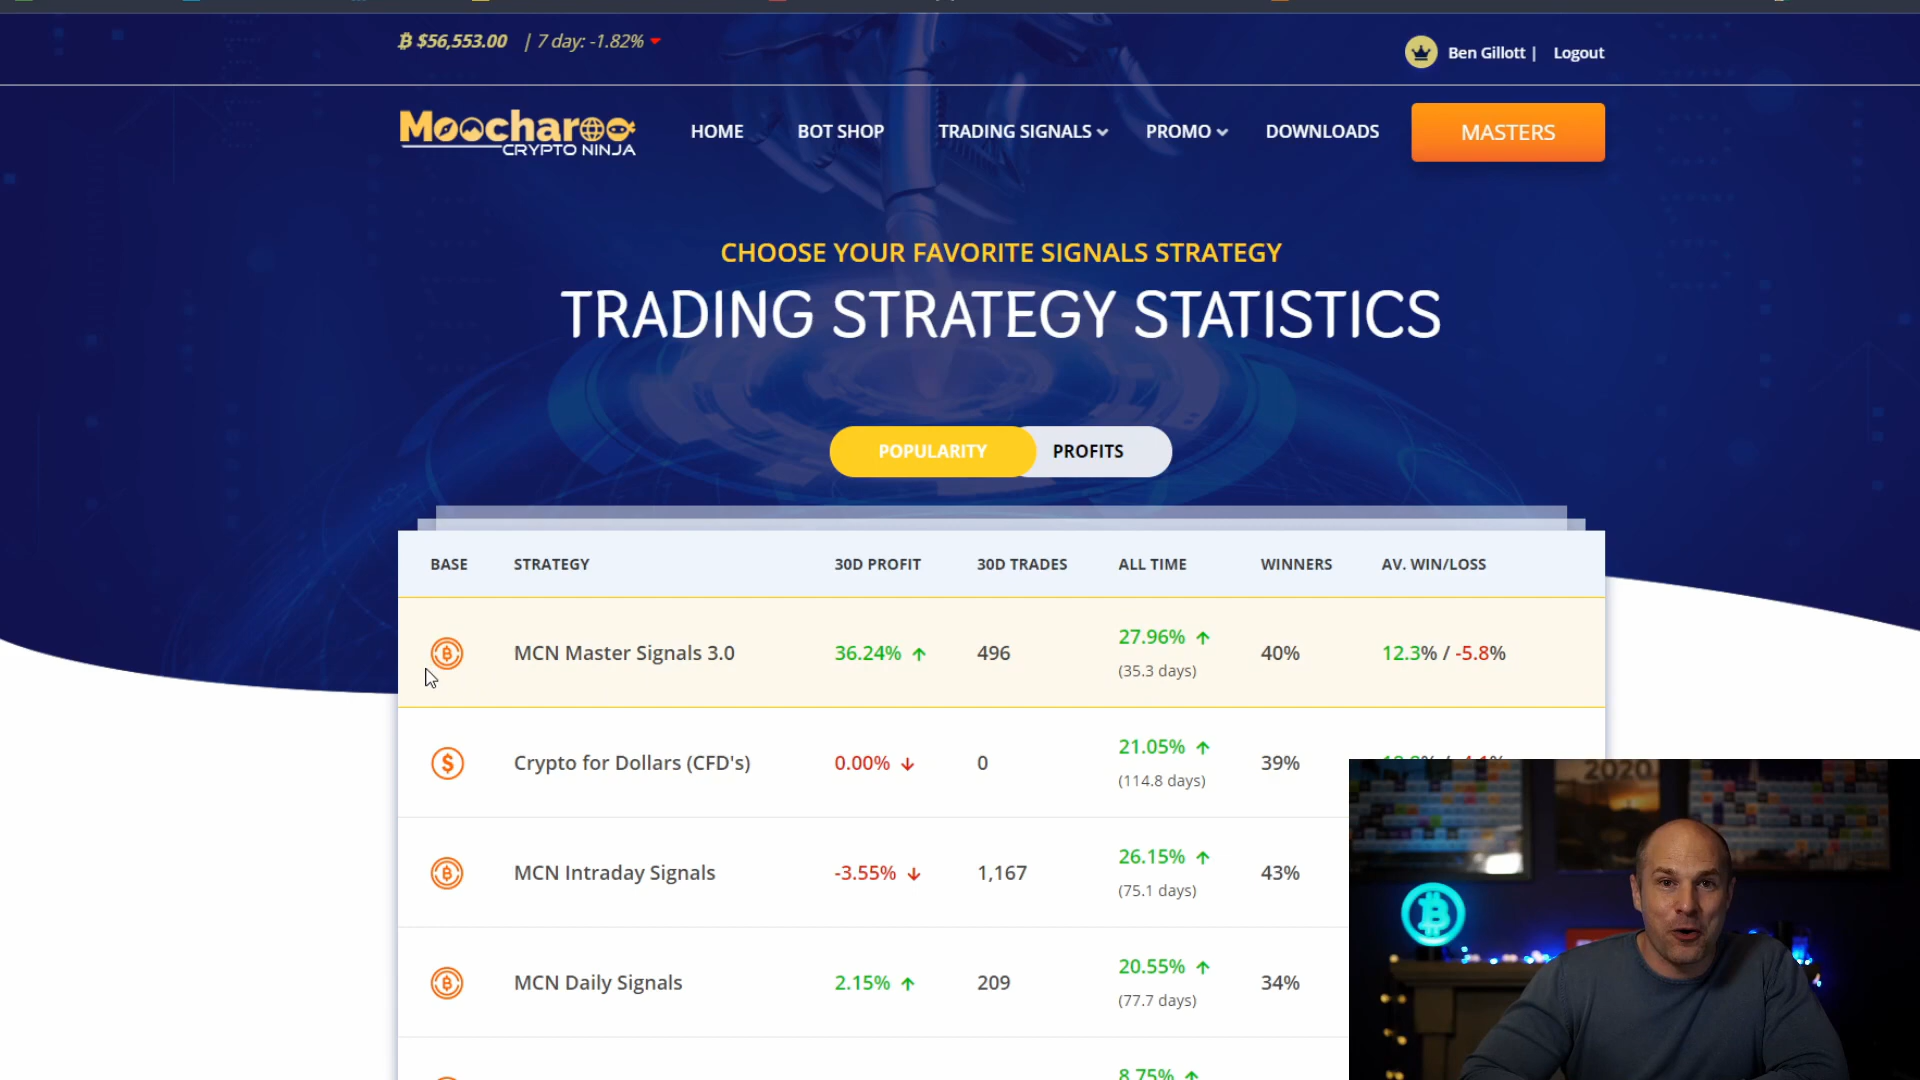 $56,553.00 | 7 day: -1.82%
Ben Gillott | Logout
Moocharoo
CRYPTO NINJA
HOME BOT SHOP TRADING SIGNALS PROMO DOWNLOADS MASTERS
CHOOSE YOUR FAVORITE SIGNALS STRATEGY
TRADING STRATEGY STATISTICS
POPULARITY PROFITS
BASE STRATEGY 30D PROFIT 30D TRADES ALL TIME WINNERS AV. WIN/LOSS
MCN Master Signals 3.0 36.24% 496 27.96% 40% 12.3% / -5.8%
(35.3 days)
$ Crypto for Dollars (CFD's) 0.00% 0 21.05% 39%
(114.8 days)
2020
MCN Intraday Signals -3.55% 1,167 26.15% 43%
(75.1 days)
MCN Daily Signals 2.15% 209 20.55% 34%
(77.7 days)
8.75%